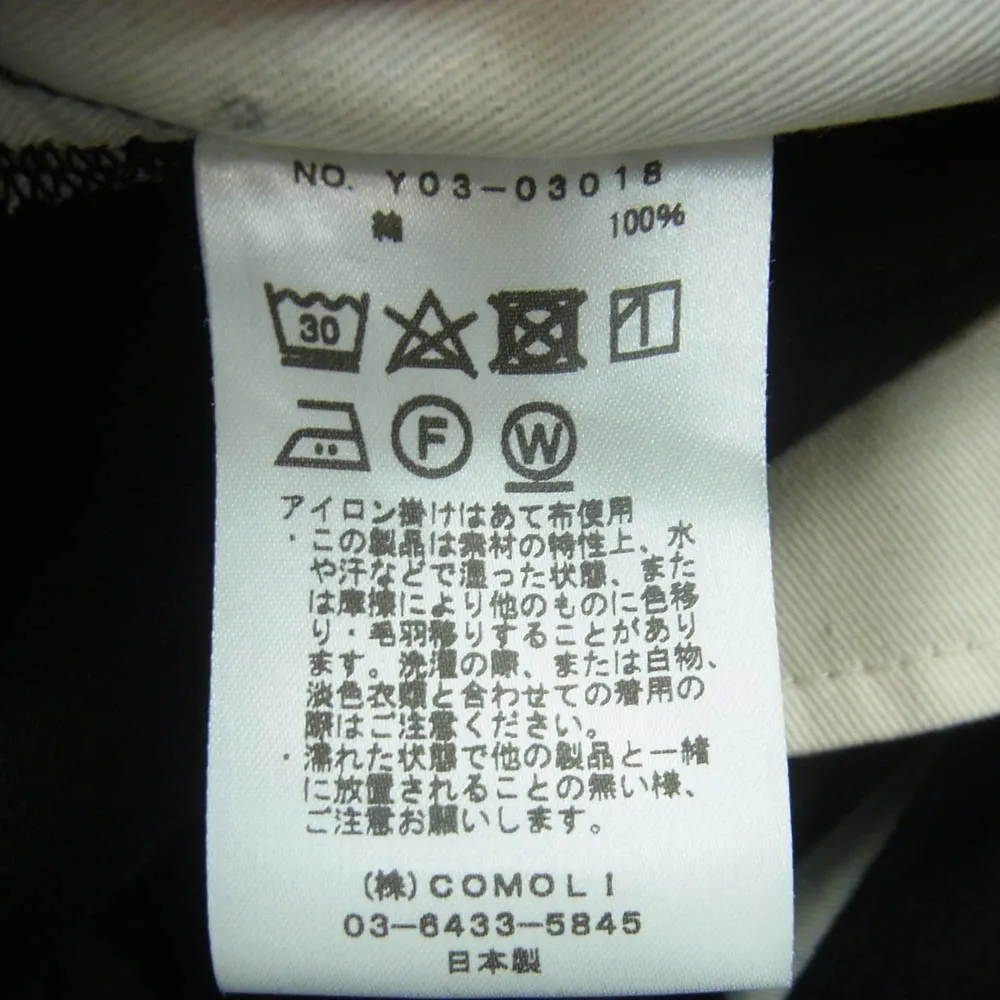 NO. Y03-03018
綿 100%
30
F
W
アイロン掛けはあて布使用
・この製品は素材の特性上、水
や汗などで湿った状態、また
は摩擦により他のものに色移
り・毛羽移りすることがあり
ます。洗濯の際、または白物、
淡色衣類と合わせての着用の
際はご注意ください。
・濡れた状態で他の製品と一緒
に放置されることの無い様、
ご注意お願いします。
(株)COMOLI
03-6433-5845
日本製